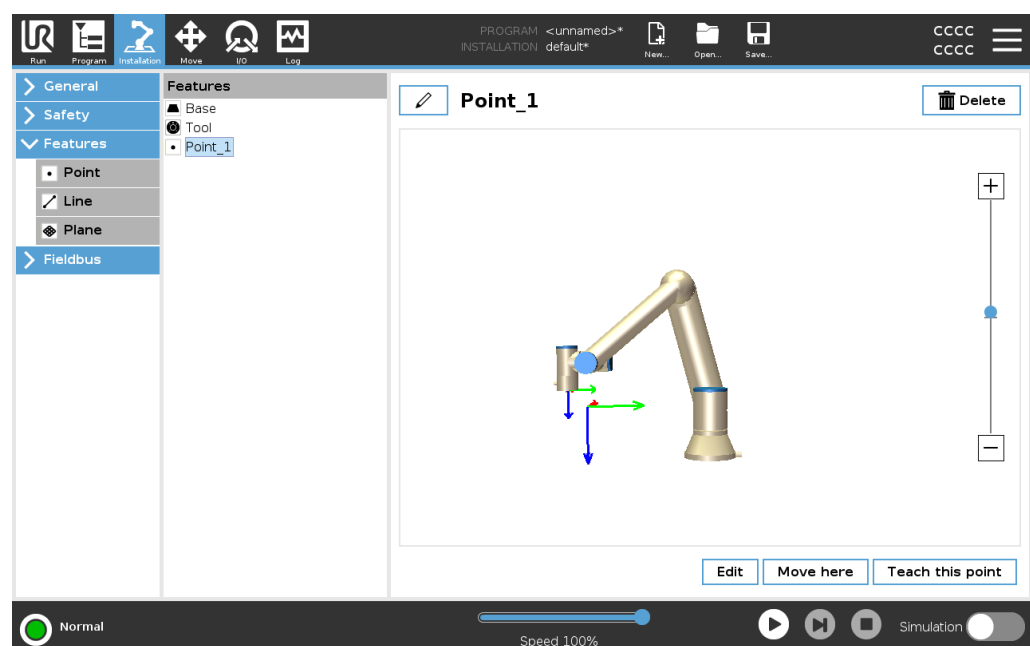 PROGRAM <unnamed>*
INSTALLATION default*
CCCC
CCCC
UR
Run
Program
Installation
Move
I/O
Log
New...
Open...
Save...
General
Safety
Features
Point
Line
Plane
Fieldbus
Features
Base
Tool
Point_1
Point_1
Delete
+
−
Edit
Move here
Teach this point
Normal
Speed 100%
Simulation